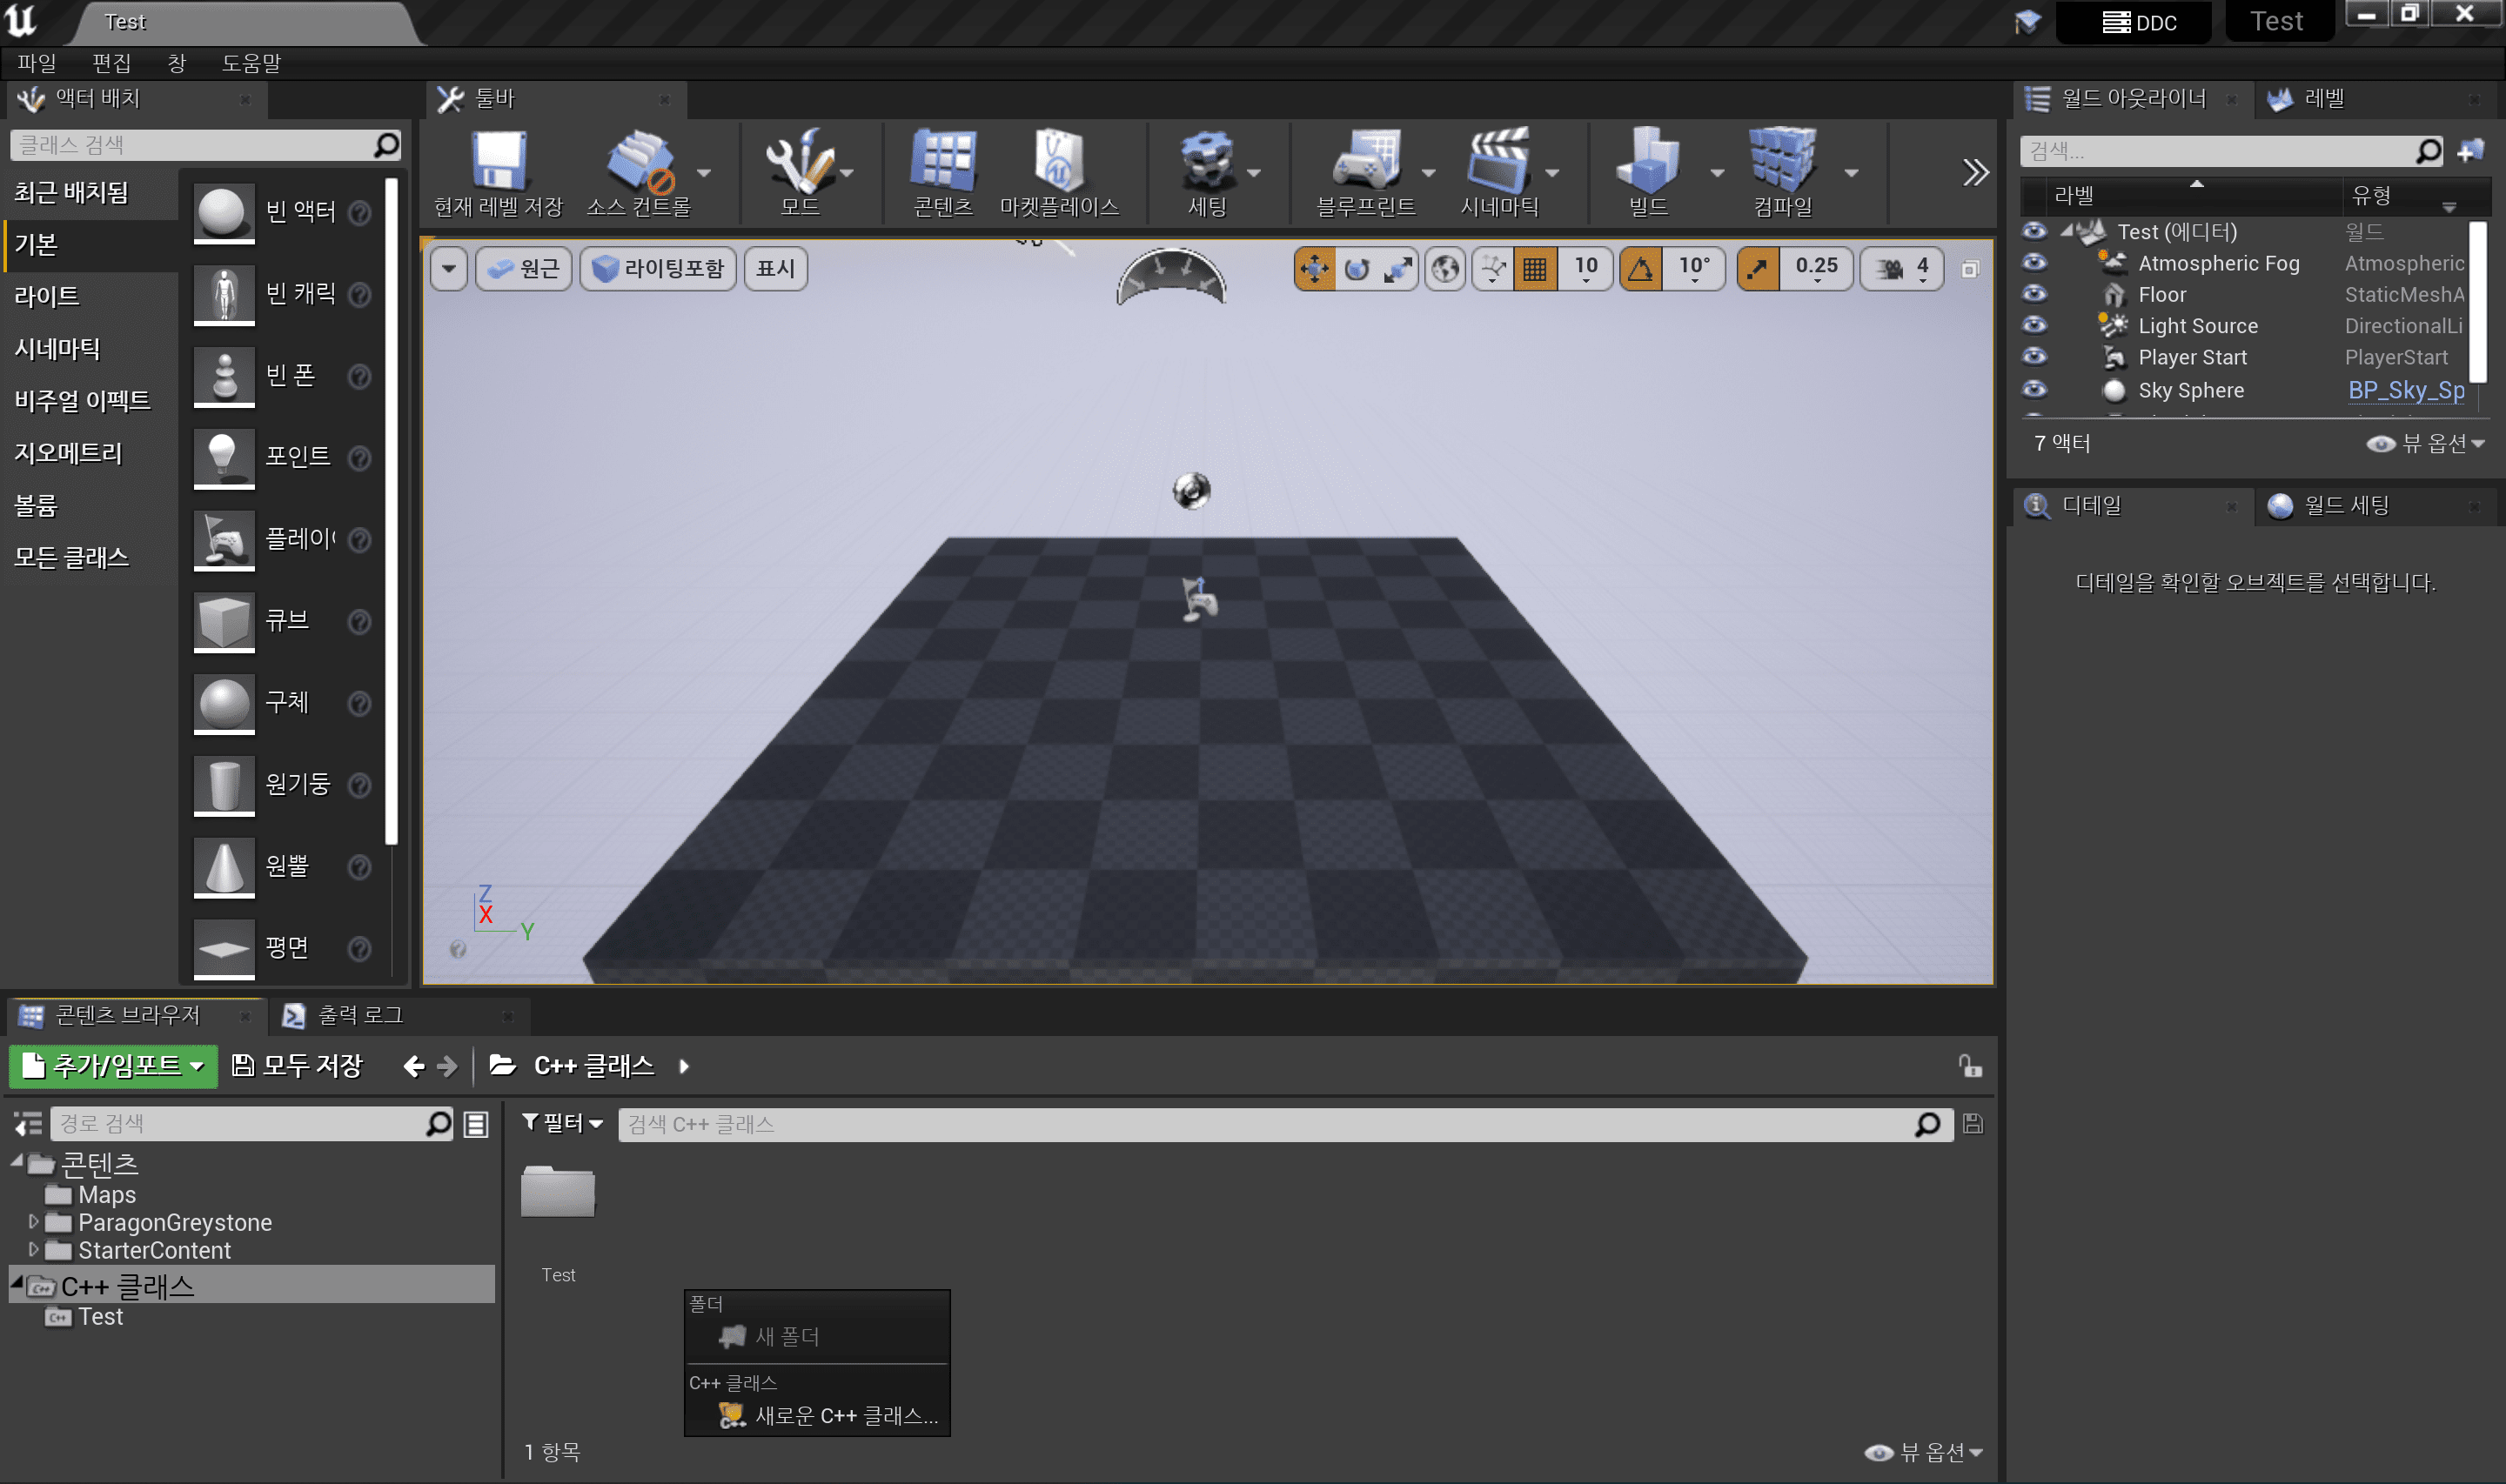 Test
DDC
Test
파일 편집 창 도움말
액터 배치
툴바
월드 아웃라이너
레벨
클래스 검색
최근 배치됨
기본
라이트
시네마틱
비주얼 이펙트
지오메트리
볼륨
모든 클래스
빈 액터
빈 캐릭
빈 폰
포인트
플레이
큐브
구체
원기둥
원뿔
평면
현재 레벨 저장
소스 컨트롤
모드
콘텐츠
마켓플레이스
세팅
블루프린트
시네마틱
빌드
컴파일
원근
라이팅포함
표시
10
10°
0.25
4
Z
X
Y
검색...
라벨
유형
Test (에디터) 월드
Atmospheric Fog Atmospheric
Floor StaticMeshA
Light Source DirectionalLi
Player Start PlayerStart
Sky Sphere BP_Sky_Sp
7 액터
뷰 옵션
디테일
월드 세팅
디테일을 확인할 오브젝트를 선택합니다.
콘텐츠 브라우저
출력 로그
추가/임포트
모두 저장
C++ 클래스
경로 검색
필터
검색 C++ 클래스
콘텐츠
Maps
ParagonGreystone
StarterContent
C++ 클래스
Test
Test
폴더
새 폴더
C++ 클래스
새로운 C++ 클래스...
1 항목
뷰 옵션